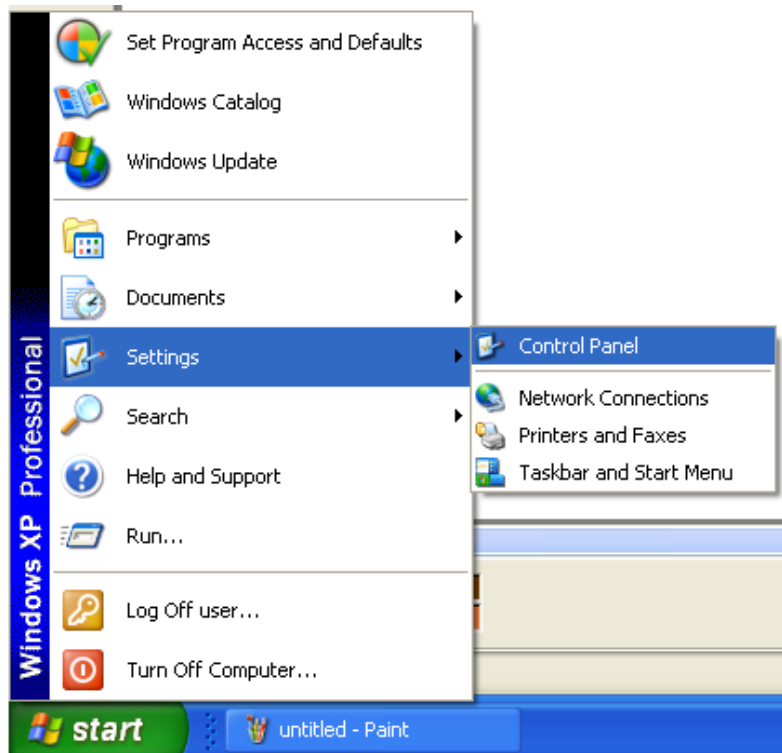 Set Program Access and Defaults
Windows Catalog
Windows Update
Programs
Documents
Settings
Search
Help and Support
Run...
Log Off user...
Turn Off Computer...
Control Panel
Network Connections
Printers and Faxes
Taskbar and Start Menu
Windows XP Professional
start
untitled - Paint